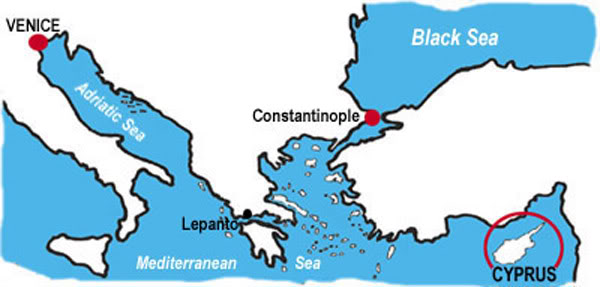 VENICE
Black Sea
Adriatic Sea
Constantinople
Lepanto
Mediterranean Sea
CYPRUS